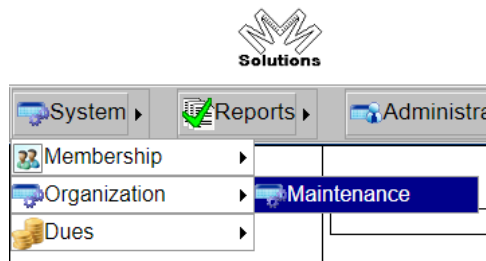 Solutions
System Reports Administra
Membership
Organization Maintenance
Dues